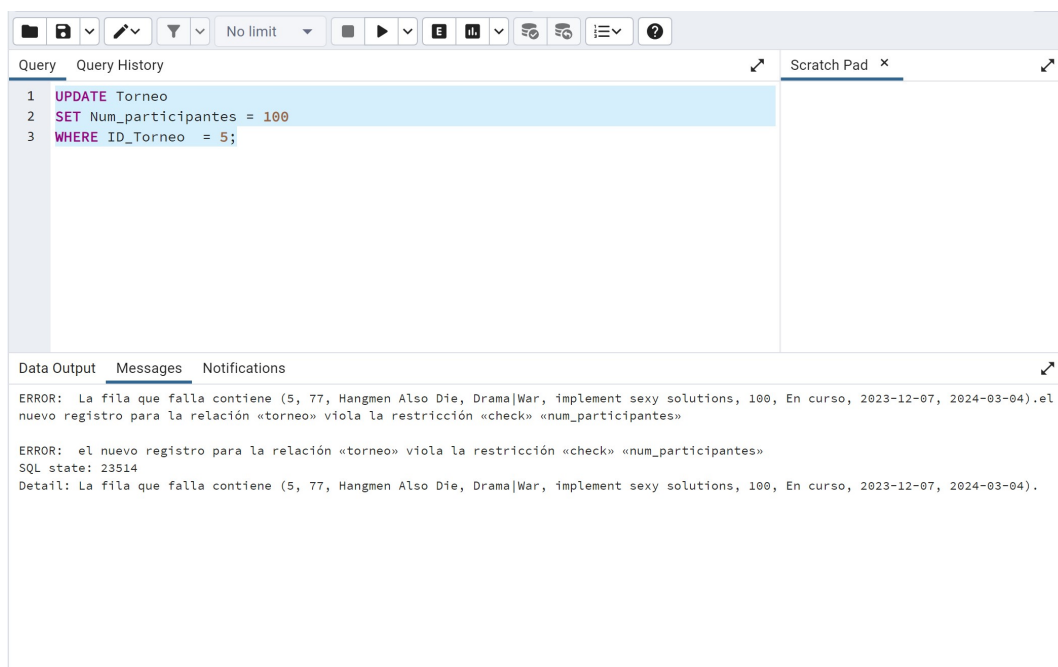 No limit
E
Query Query History
Scratch Pad ×
1 UPDATE Torneo
2 SET Num_participantes = 100
3 WHERE ID_Torneo  = 5;
Data Output Messages Notifications
ERROR:  La fila que falla contiene (5, 77, Hangmen Also Die, Drama|War, implement sexy solutions, 100, En curso, 2023-12-07, 2024-03-04).el
nuevo registro para la relación «torneo» viola la restricción «check» «num_participantes»
ERROR:  el nuevo registro para la relación «torneo» viola la restricción «check» «num_participantes»
SQL state: 23514
Detail: La fila que falla contiene (5, 77, Hangmen Also Die, Drama|War, implement sexy solutions, 100, En curso, 2023-12-07, 2024-03-04).